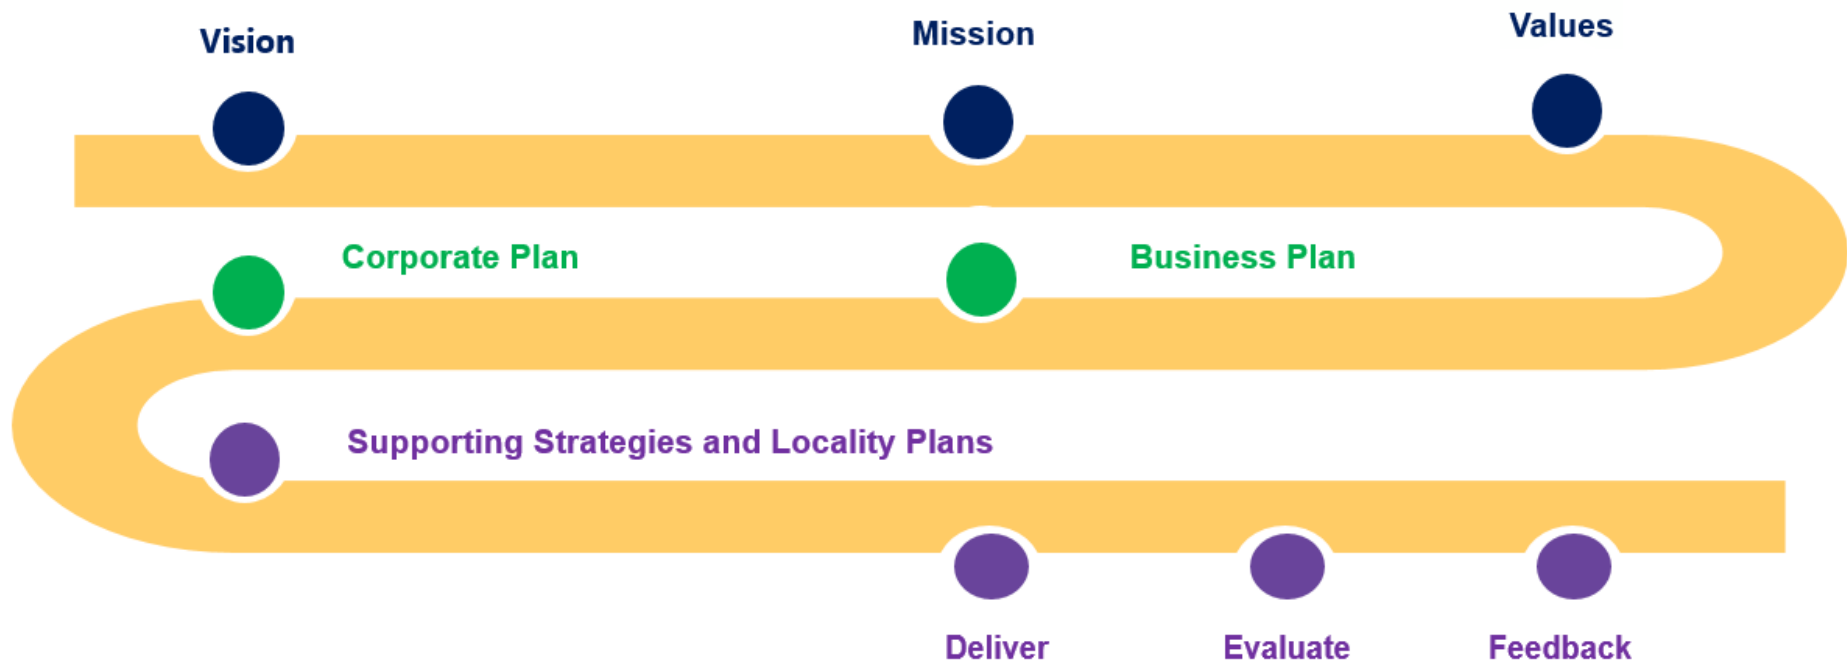 Vision
Mission
Values
Corporate Plan
Business Plan
Supporting Strategies and Locality Plans
Deliver
Evaluate
Feedback